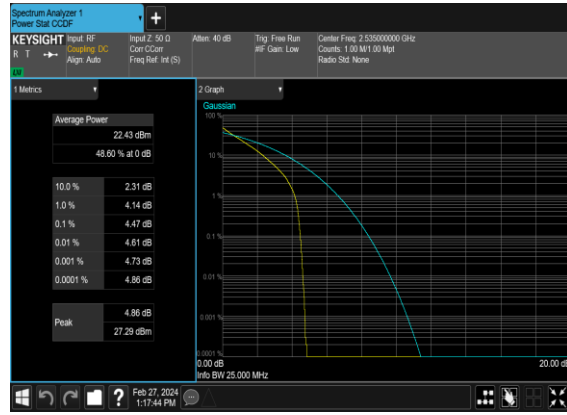 Spectrum Analyzer 1
Power Stat CCDF
+
KEYSIGHT
R T
LW
Input: RF
Coupling: DC
Align: Auto
Input Z: 50 Ω
Corr CCorr
Freq Ref: Int (S)
Atten: 40 dB
Trig: Free Run
#IF Gain: Low
Center Freq: 2.535000000 GHz
Counts: 1.00 M/1.00 Mpt
Radio Std: None
1 Metrics
Average Power
22.43 dBm
48.60 % at 0 dB
10.0 % 2.31 dB
1.0 % 4.14 dB
0.1 % 4.47 dB
0.01 % 4.61 dB
0.001 % 4.73 dB
0.0001 % 4.86 dB
Peak
4.86 dB
27.29 dBm
2 Graph
Gaussian
100 %
10 %
1 %
0.1 %
0.01 %
0.001 %
0.0001 %
0.00 dB
20.00 dB
Info BW 25.000 MHz
?
Feb 27, 2024
1:17:44 PM